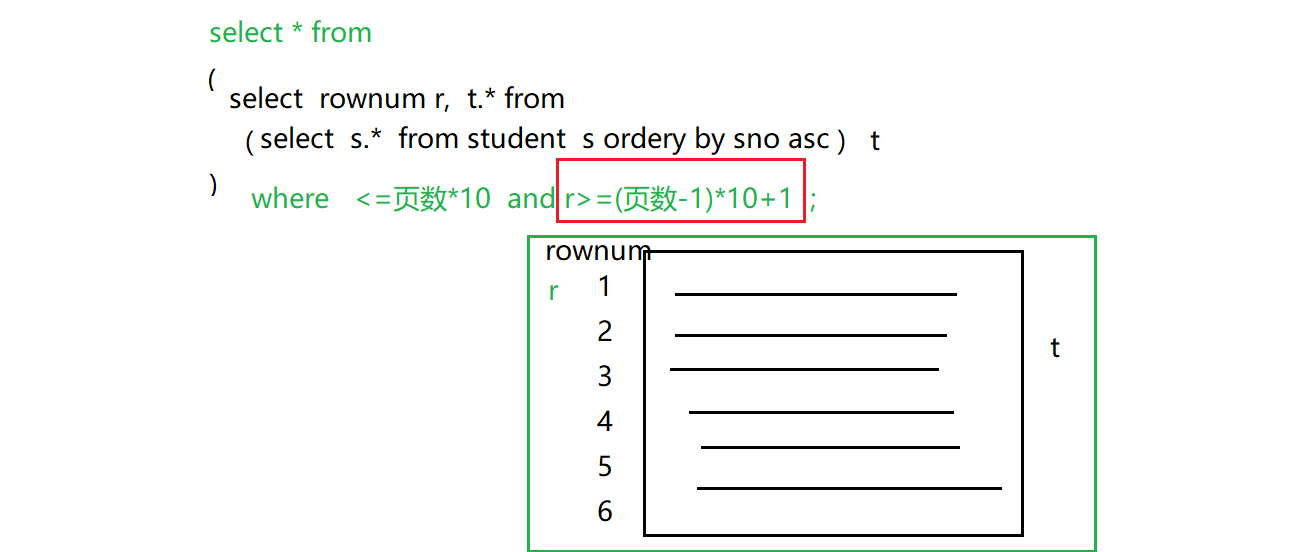 select * from
(
select rownum r, t.* from
( select s.* from student s ordery by sno asc ) t
)
where <=页数*10 and r>=(页数-1)*10+1 ;
rownum
r 1
2
t
3
4
5
6